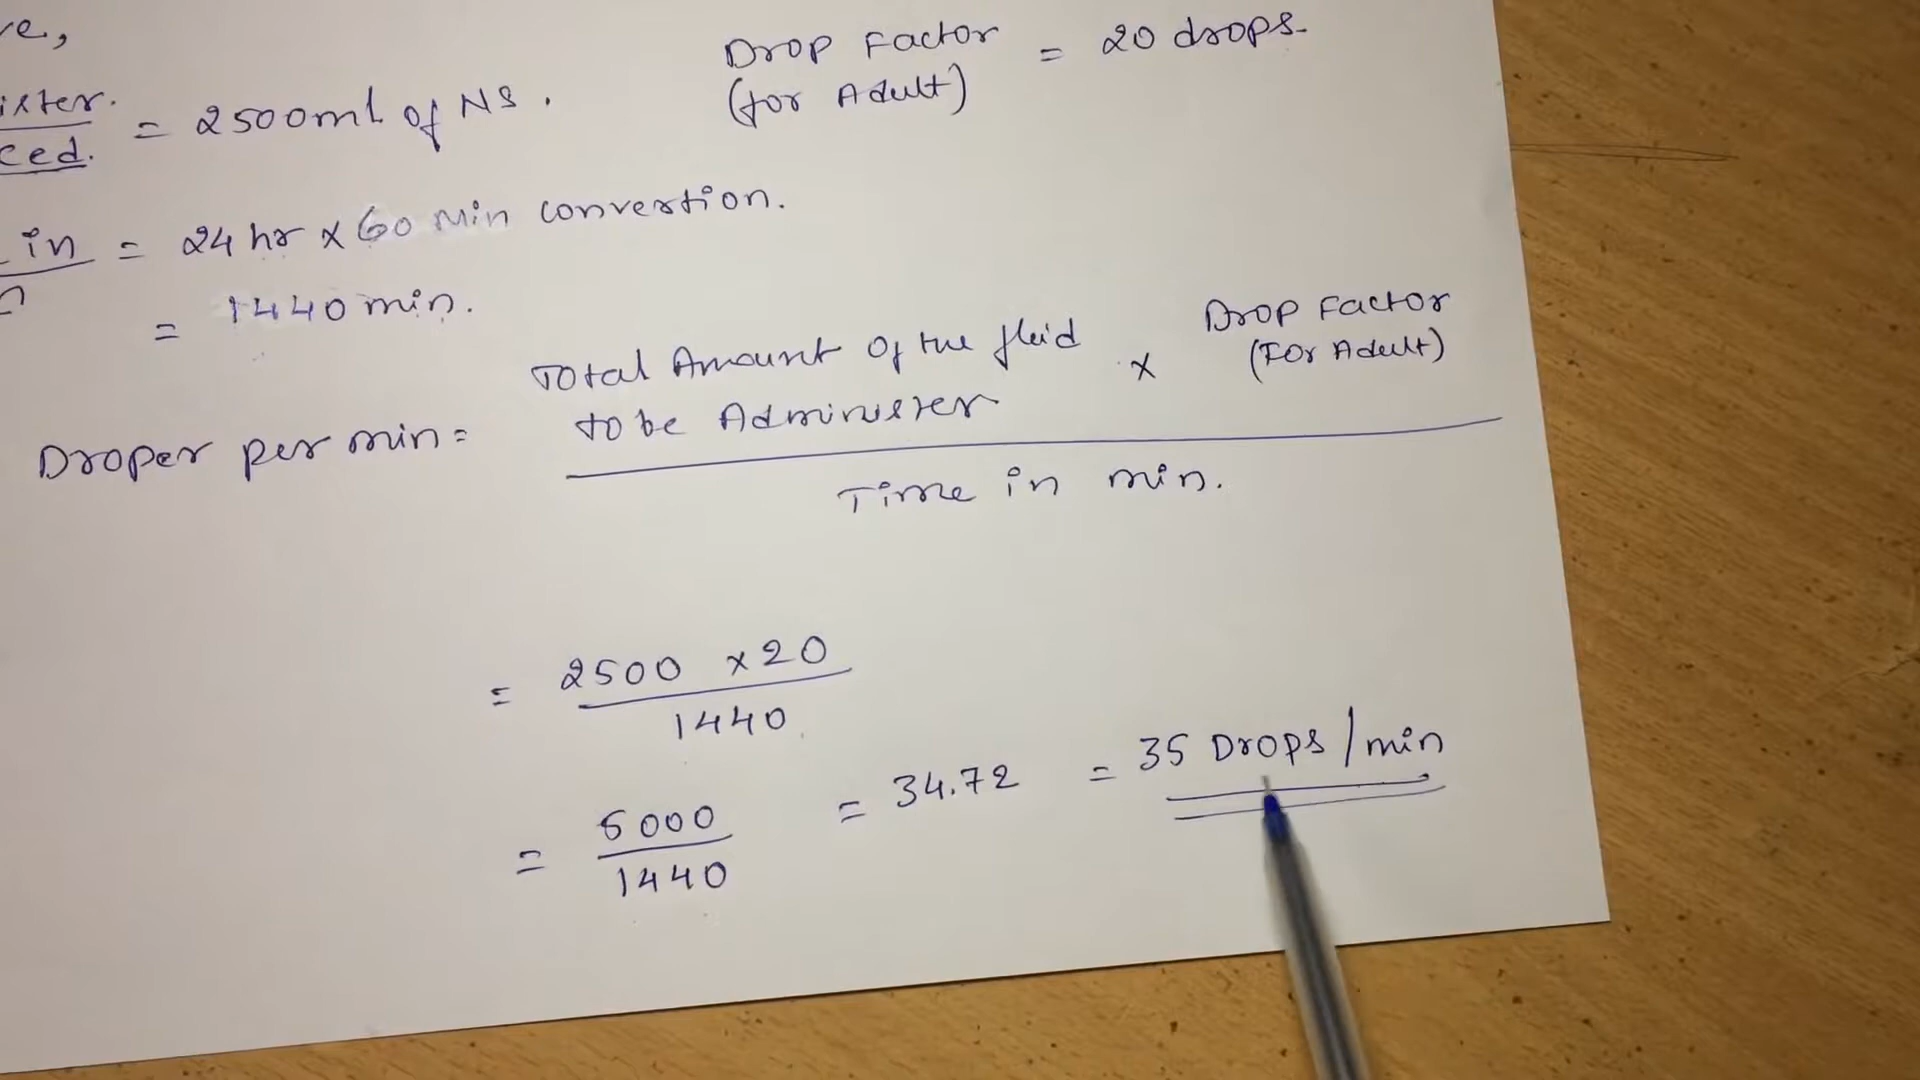 Drop Factor = 20 drops.
(for Adult)
= 2500ml of NS.
ced.
in = 24 hr x 60 Min convertion.
= 1440 min.
Droper per min = Total Amount of the fluid to be Administer x Drop Factor (For Adult)
Time in min.
= 2500 x 20
1440
= 5000
1440
= 34.72 = 35 Drops/min